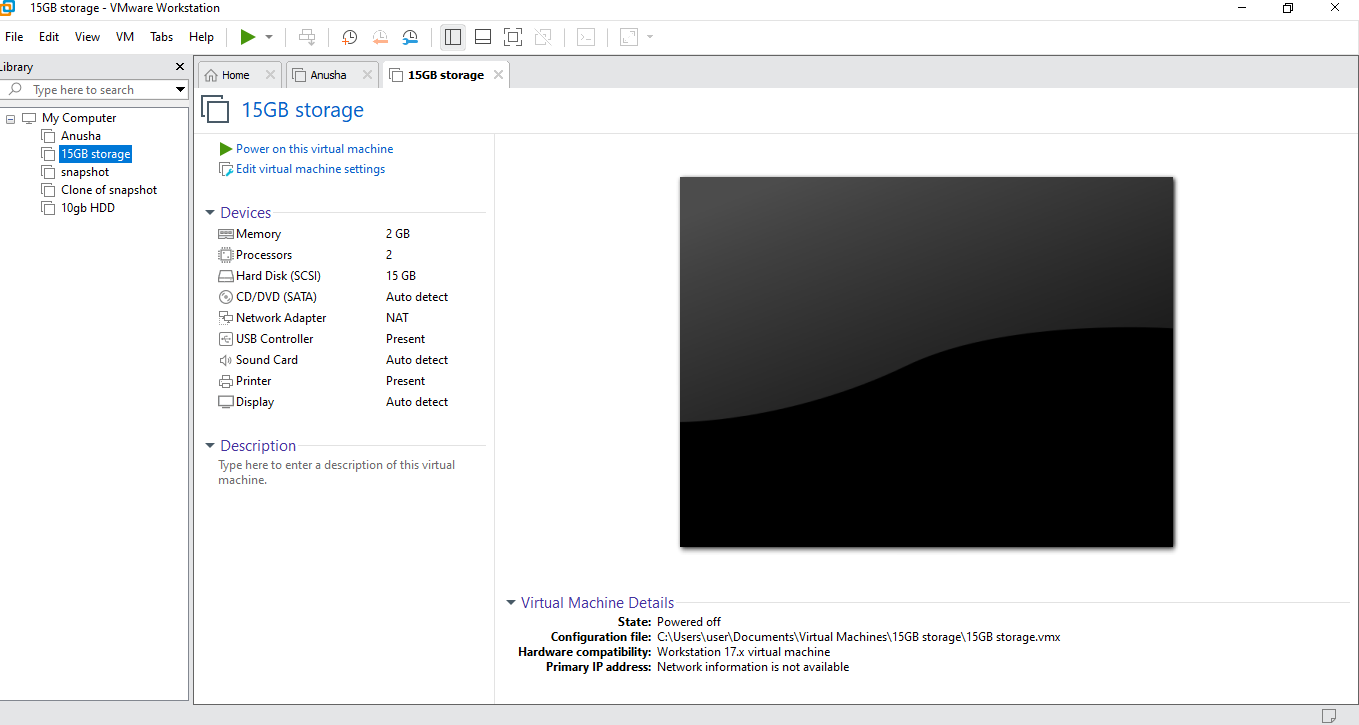 15GB storage - VMware Workstation
File Edit View VM Tabs Help
Library
Type here to search
My Computer
Anusha
15GB storage
snapshot
Clone of snapshot
10gb HDD
Home Anusha 15GB storage
15GB storage
Power on this virtual machine
Edit virtual machine settings
Devices
Memory 2 GB
Processors 2
Hard Disk (SCSI) 15 GB
CD/DVD (SATA) Auto detect
Network Adapter NAT
USB Controller Present
Sound Card Auto detect
Printer Present
Display Auto detect
Description
Type here to enter a description of this virtual
machine.
Virtual Machine Details
State: Powered off
Configuration file: C:\Users\user\Documents\Virtual Machines\15GB storage\15GB storage.vmx
Hardware compatibility: Workstation 17.x virtual machine
Primary IP address: Network information is not available